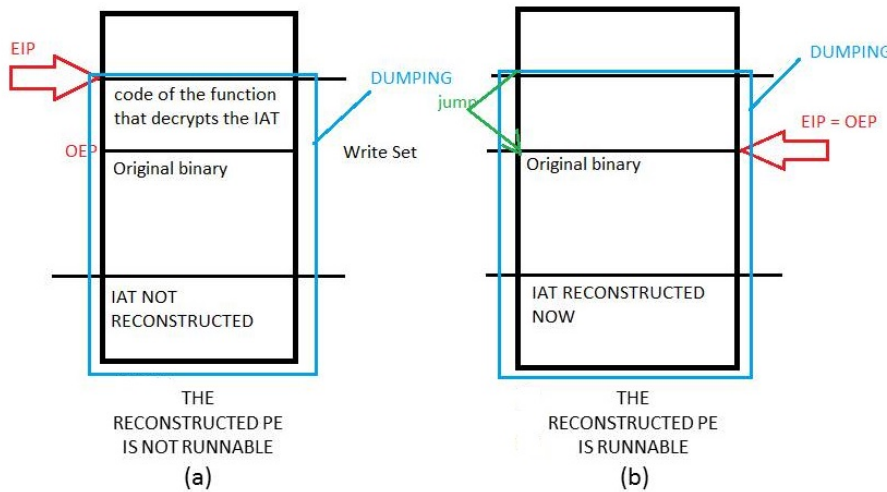 EIP
DUMPING
code of the function
that decrypts the IAT
OEP
Original binary
Write Set
IAT NOT
RECONSTRUCTED
THE
RECONSTRUCTED PE
IS NOT RUNNABLE
(a)
DUMPING
jump
EIP = OEP
Original binary
IAT RECONSTRUCTED
NOW
THE
RECONSTRUCTED PE
IS RUNNABLE
(b)